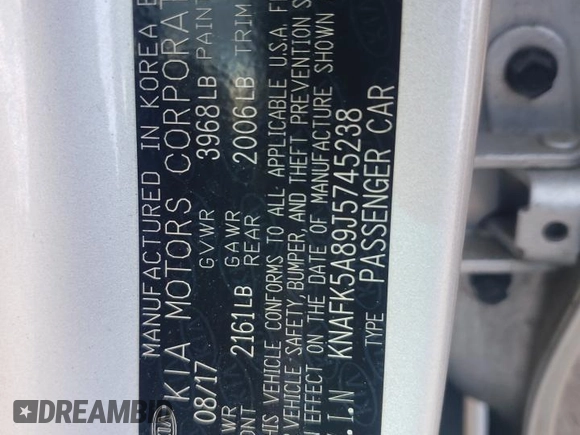 MANUFACTURED IN KOREA
KIA MOTORS CORPORAT
08/17 GVWR 3968LB PAINT
WR 2161LB GAWR 2006LB TRIM
ONT REAR
THIS VEHICLE CONFORMS TO ALL APPLICABLE U.S.A. F
VEHICLE SAFETY, BUMPER, AND THEFT PREVENTION S
EFFECT ON THE DATE OF MANUFACTURE SHOWN
V.I.N KNAFK5A89J5745238
TYPE PASSENGER CAR
DREAMBID